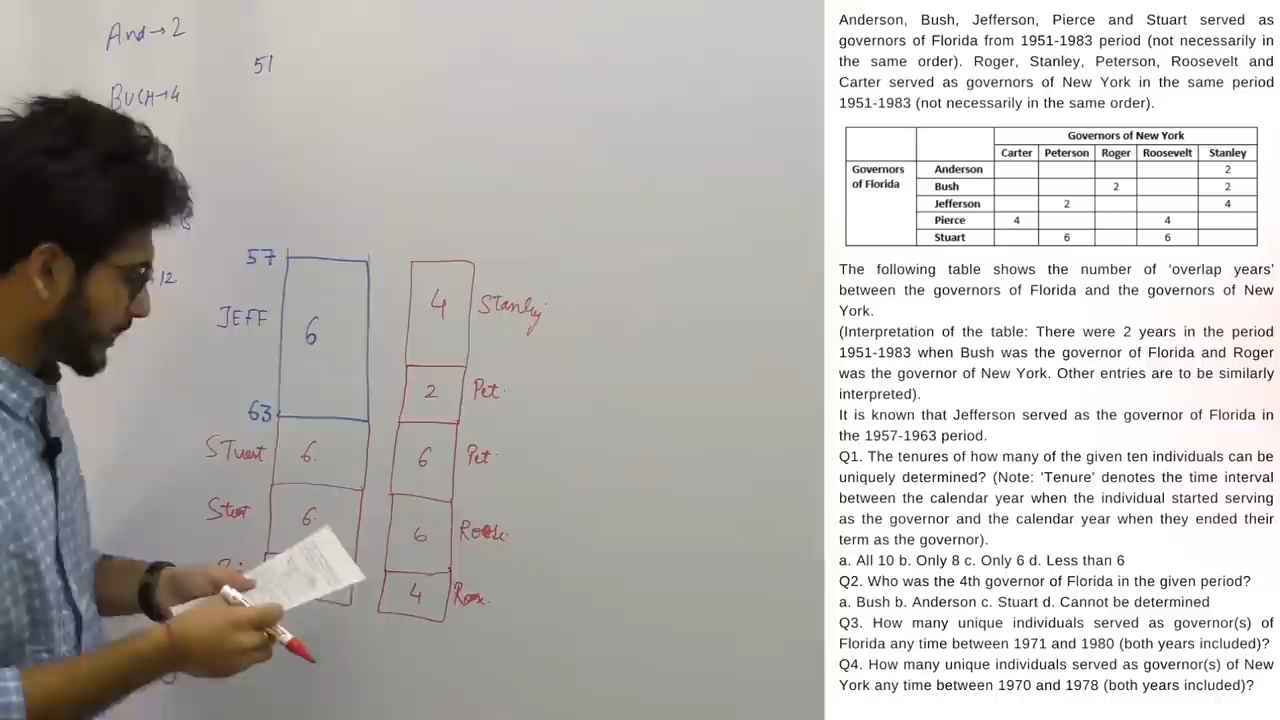 And→2
51
BUCH→4
12
57
JEFF
6
4
Stanley
2
Pet.
63
STuert
6.
6
Pet.
Stuert
6.
6
Roose.
4
Anderson, Bush, Jefferson, Pierce and Stuart served as
governors of Florida from 1951-1983 period (not necessarily in
the same order). Roger, Stanley, Peterson, Roosevelt and
Carter served as governors of New York in the same period
1951-1983 (not necessarily in the same order).
Governors of New York
Carter Peterson Roger Roosevelt Stanley
Governors Anderson 2
of Florida Bush 2 2
Jefferson 2 4
Pierce 4 4
Stuart 6 6
The following table shows the number of 'overlap years'
between the governors of Florida and the governors of New
York.
(Interpretation of the table: There were 2 years in the period
1951-1983 when Bush was the governor of Florida and Roger
was the governor of New York. Other entries are to be similarly
interpreted).
It is known that Jefferson served as the governor of Florida in
the 1957-1963 period.
Q1. The tenures of how many of the given ten individuals can be
uniquely determined? (Note: 'Tenure' denotes the time interval
between the calendar year when the individual started serving
as the governor and the calendar year when they ended their
term as the governor).
a. All 10 b. Only 8 c. Only 6 d. Less than 6
Q2. Who was the 4th governor of Florida in the given period?
a. Bush b. Anderson c. Stuart d. Cannot be determined
Q3. How many unique individuals served as governor(s) of
Florida any time between 1971 and 1980 (both years included)?
Q4. How many unique individuals served as governor(s) of New
York any time between 1970 and 1978 (both years included)?